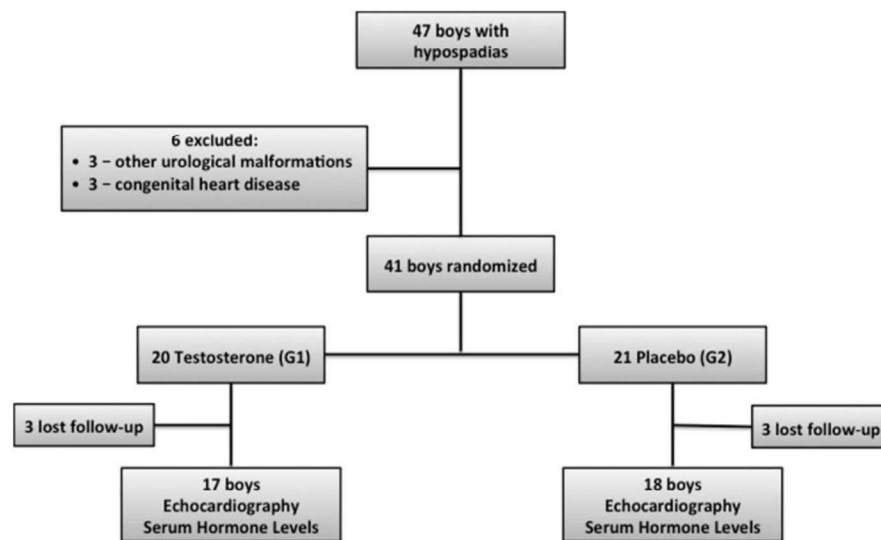 47 boys with
hypospadias
6 excluded:
• 3 – other urological malformations
• 3 – congenital heart disease
41 boys randomized
20 Testosterone (G1)
21 Placebo (G2)
3 lost follow-up
3 lost follow-up
17 boys
Echocardiography
Serum Hormone Levels
18 boys
Echocardiography
Serum Hormone Levels